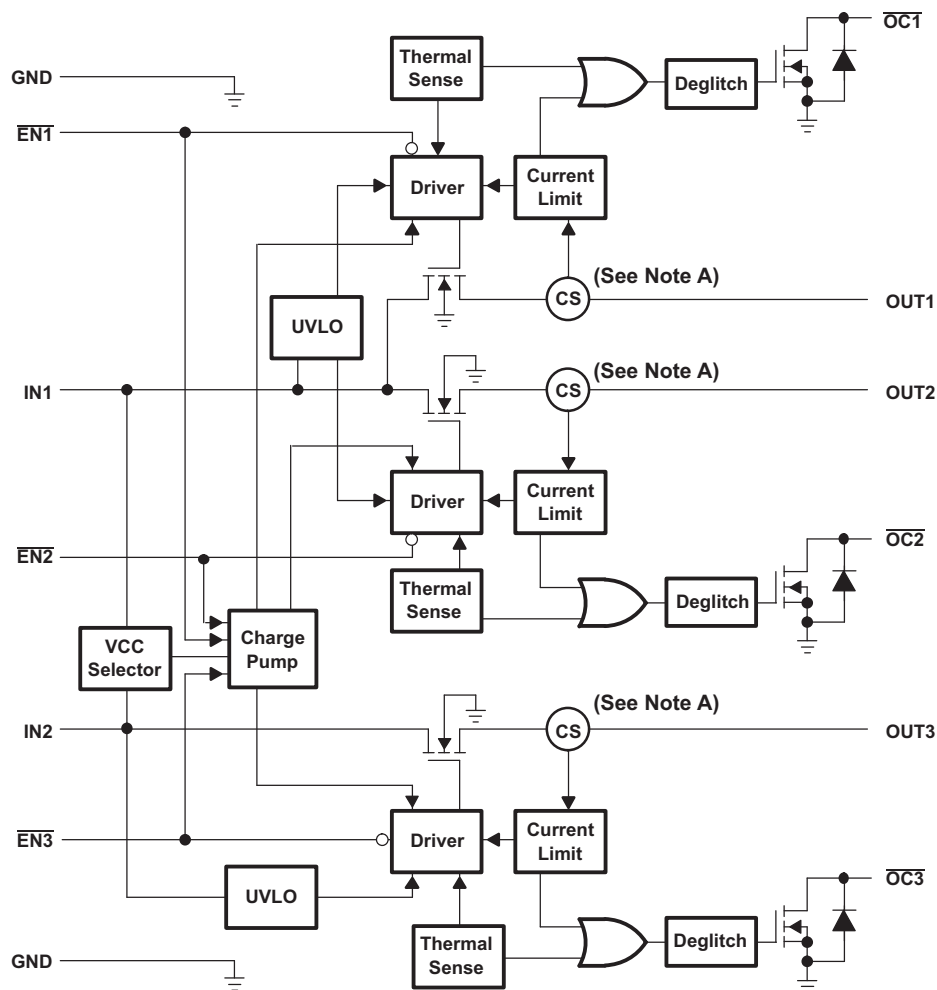 OC1
Thermal
Sense
Deglitch
GND
EN1
Driver
Current
Limit
(See Note A)
CS
OUT1
UVLO
(See Note A)
IN1
CS
OUT2
Driver
Current
Limit
EN2
OC2
Thermal
Sense
Deglitch
VCC
Selector
Charge
Pump
(See Note A)
IN2
CS
OUT3
EN3
Driver
Current
Limit
OC3
UVLO
Thermal
Sense
Deglitch
GND